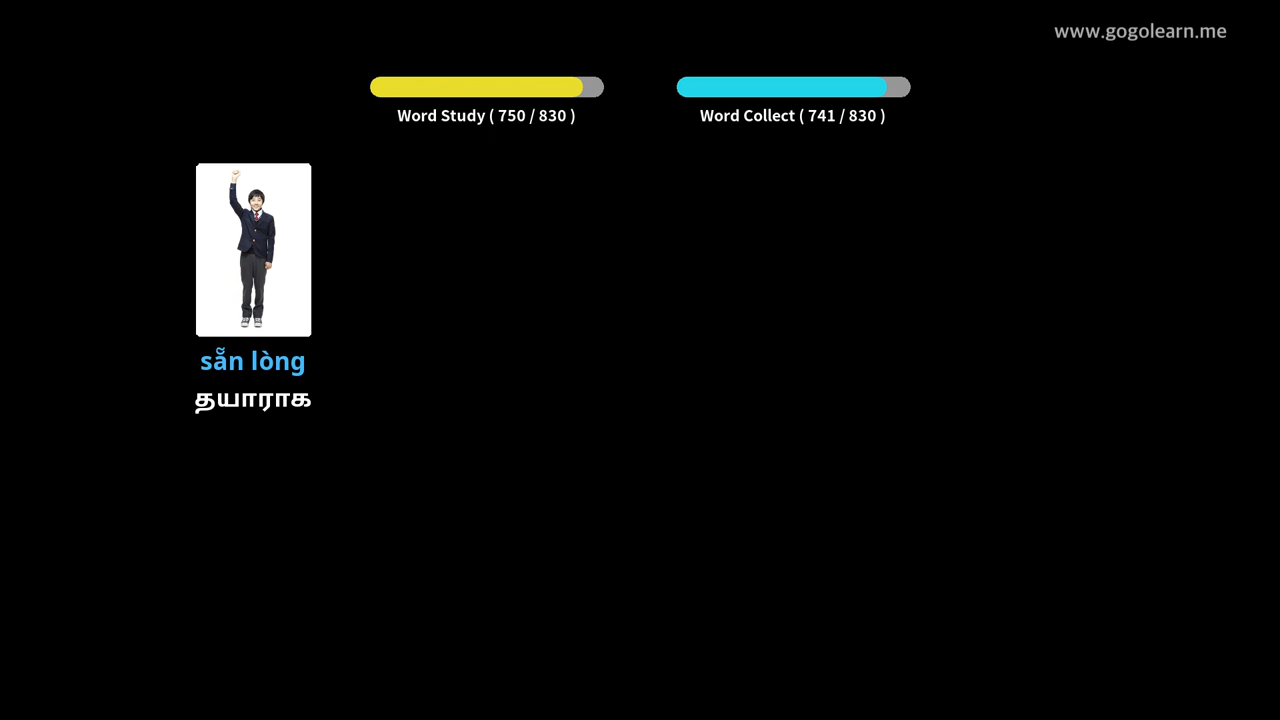 www.gogolearn.me
Word Study ( 750 / 830 )
Word Collect ( 741 / 830 )
sẵn lòng
தயாராக